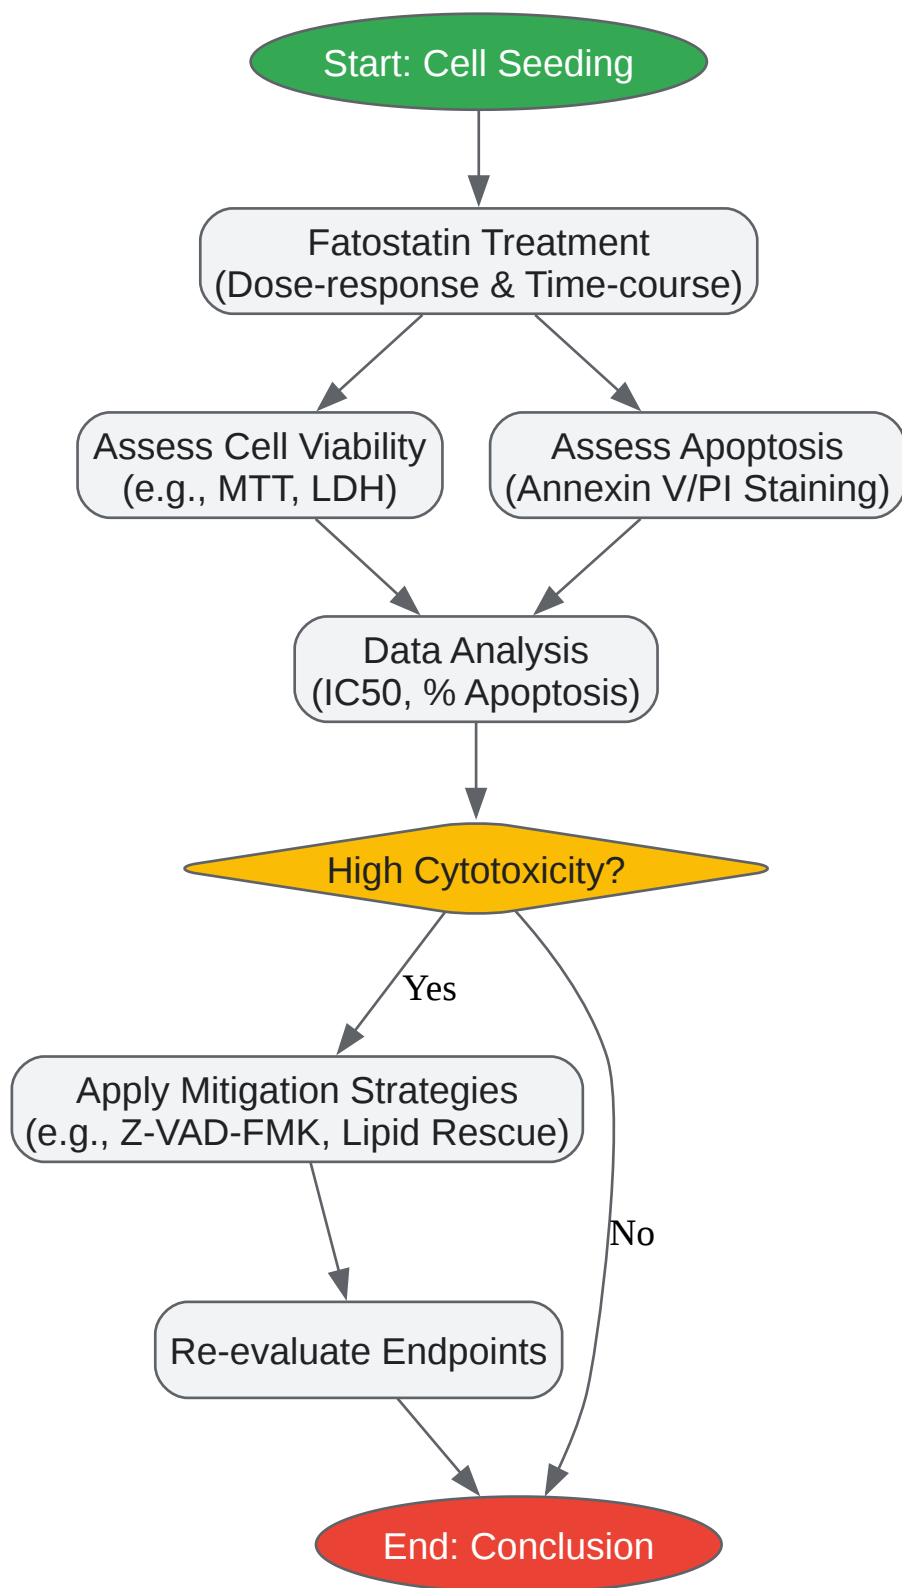 Start: Cell Seeding
Fatostatin Treatment
(Dose-response & Time-course)
Assess Cell Viability
(e.g., MTT, LDH)
Assess Apoptosis
(Annexin V/PI Staining)
Data Analysis
(IC50, % Apoptosis)
High Cytotoxicity?
Yes
Apply Mitigation Strategies
(e.g., Z-VAD-FMK, Lipid Rescue)
No
Re-evaluate Endpoints
End: Conclusion